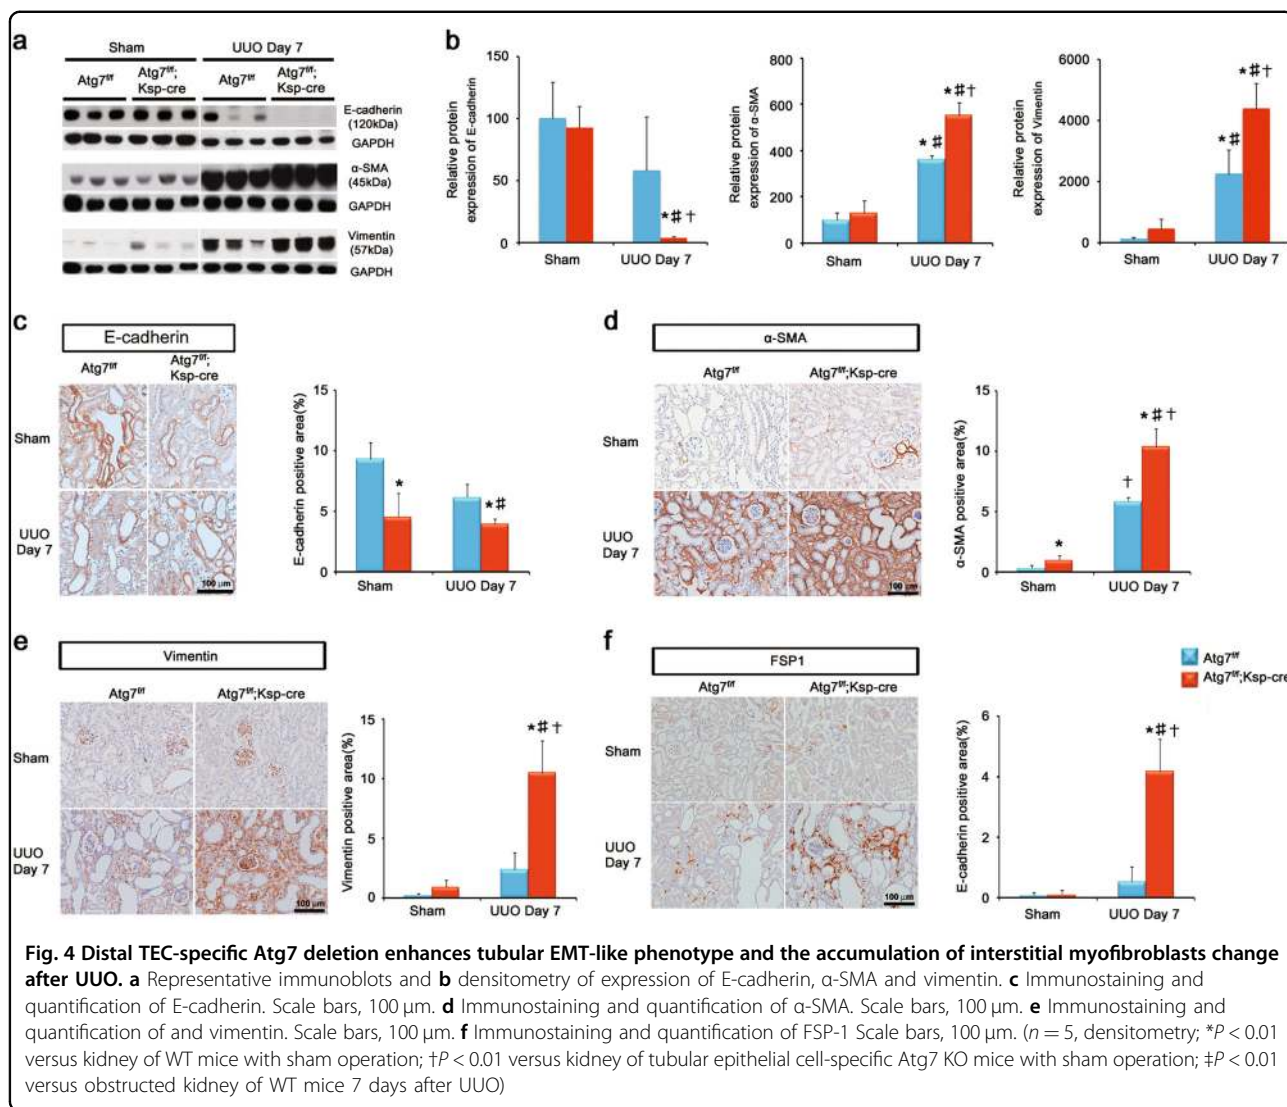 a
Sham
UUO Day 7
Atg7f/f
Atg7f/f;
Ksp-cre
Atg7f/f
Atg7f/f;
Ksp-cre
E-cadherin
(120kDa)
GAPDH
α-SMA
(45kDa)
GAPDH
Vimentin
(57kDa)
GAPDH
b
Relative protein
expression of E-cadherin
150
100
50
0
*⌗†
Sham
UUO Day 7
Relative protein
expression of α-SMA
800
600
400
200
0
*⌗
*⌗†
Sham
UUO Day 7
Relative protein
expression of Vimentin
6000
4000
2000
0
*⌗
*⌗†
Sham
UUO Day 7
c
E-cadherin
Atg7f/f
Atg7f/f;
Ksp-cre
Sham
UUO
Day 7
100 µm
E-cadherin positive area(%)
15
10
5
0
*
*⌗
Sham
UUO Day 7
d
α-SMA
Atg7f/f
Atg7f/f;Ksp-cre
Sham
UUO
Day 7
100 µm
α-SMA positive area(%)
15
10
5
0
*
†
*⌗†
Sham
UUO Day 7
e
Vimentin
Atg7f/f
Atg7f/f;Ksp-cre
Sham
UUO
Day 7
100 µm
Vimentin positive area(%)
15
10
5
0
*⌗†
Sham
UUO Day 7
f
FSP1
Atg7f/f
Atg7f/f;Ksp-cre
Sham
UUO
Day 7
100 µm
Atg7f/f
Atg7f/f;Ksp-cre
E-cadherin positive area(%)
6
4
2
0
*⌗†
Sham
UUO Day 7
Fig. 4 Distal TEC-specific Atg7 deletion enhances tubular EMT-like phenotype and the accumulation of interstitial myofibroblasts change
after UUO. a Representative immunoblots and b densitometry of expression of E-cadherin, α-SMA and vimentin. c Immunostaining and
quantification of E-cadherin. Scale bars, 100 µm. d Immunostaining and quantification of α-SMA. Scale bars, 100 µm. e Immunostaining and
quantification of and vimentin. Scale bars, 100 µm. f Immunostaining and quantification of FSP-1 Scale bars, 100 µm. (n = 5, densitometry; *P < 0.01
versus kidney of WT mice with sham operation; †P < 0.01 versus kidney of tubular epithelial cell-specific Atg7 KO mice with sham operation; ‡P < 0.01
versus obstructed kidney of WT mice 7 days after UUO)